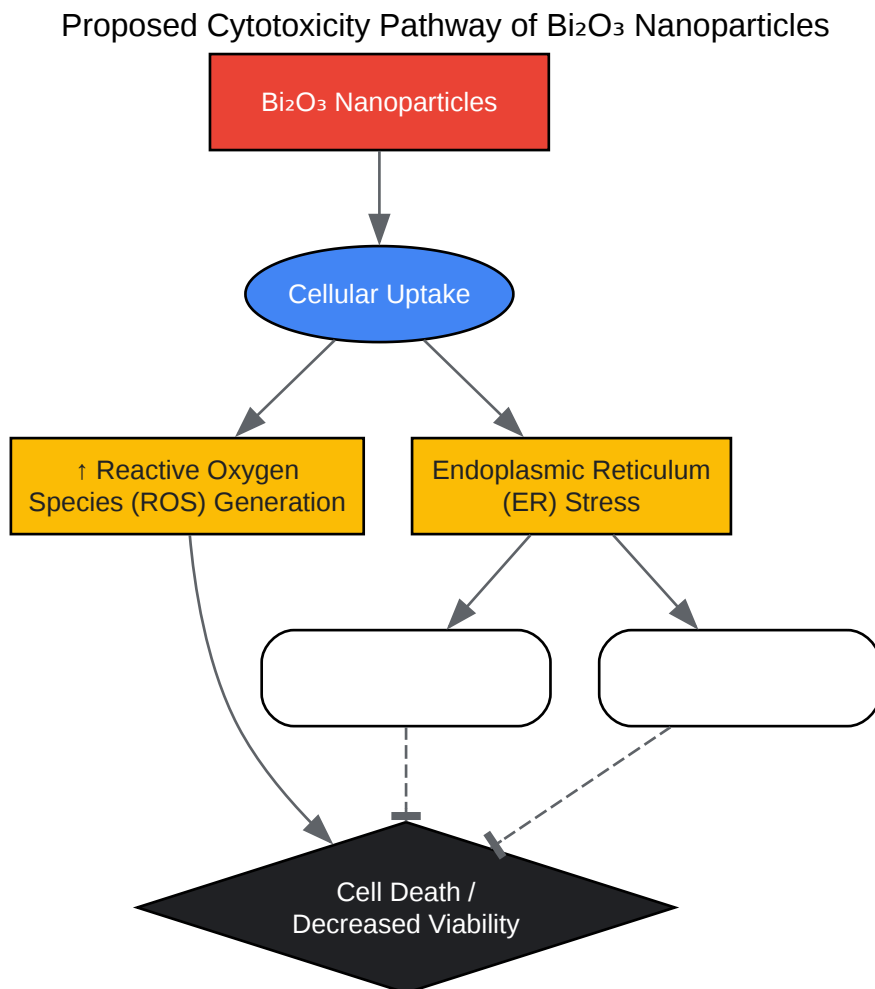 Proposed Cytotoxicity Pathway of Bi₂O₃ Nanoparticles
Bi₂O₃ Nanoparticles
Cellular Uptake
↑ Reactive Oxygen
Species (ROS) Generation
Endoplasmic Reticulum
(ER) Stress
Cell Death /
Decreased Viability